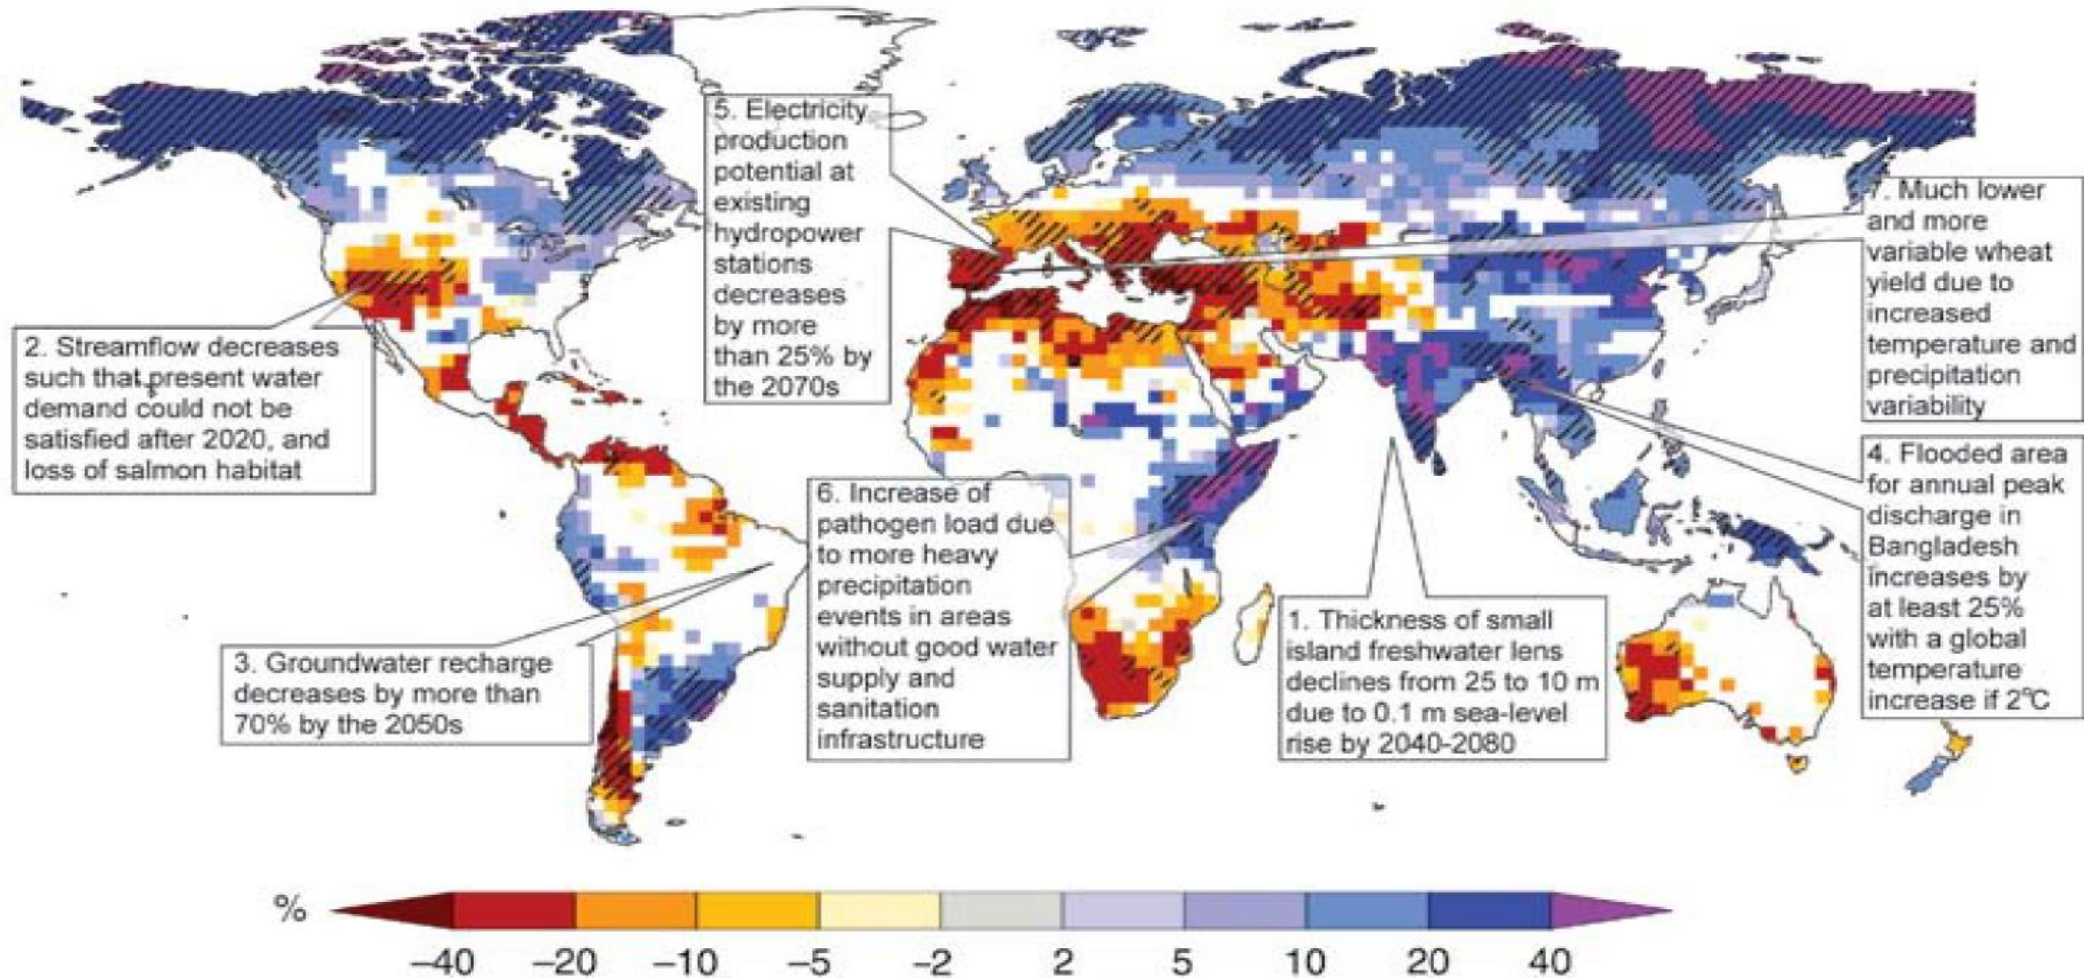 5. Electricity
production
potential at
existing
hydropower
stations
decreases
by more
than 25% by
the 2070s
7. Much lower
and more
variable wheat
yield due to
increased
temperature and
precipitation
variability
2. Streamflow decreases
such that present water
demand could not be
satisfied after 2020, and
loss of salmon habitat
4. Flooded area
for annual peak
discharge in
Bangladesh
increases by
at least 25%
with a global
temperature
increase if 2°C
6. Increase of
pathogen load due
to more heavy
precipitation
events in areas
without good water
supply and
sanitation
infrastructure
1. Thickness of small
island freshwater lens
declines from 25 to 10 m
due to 0.1 m sea-level
rise by 2040-2080
3. Groundwater recharge
decreases by more than
70% by the 2050s
%
–40 –20 –10 –5 –2 2 5 10 20 40